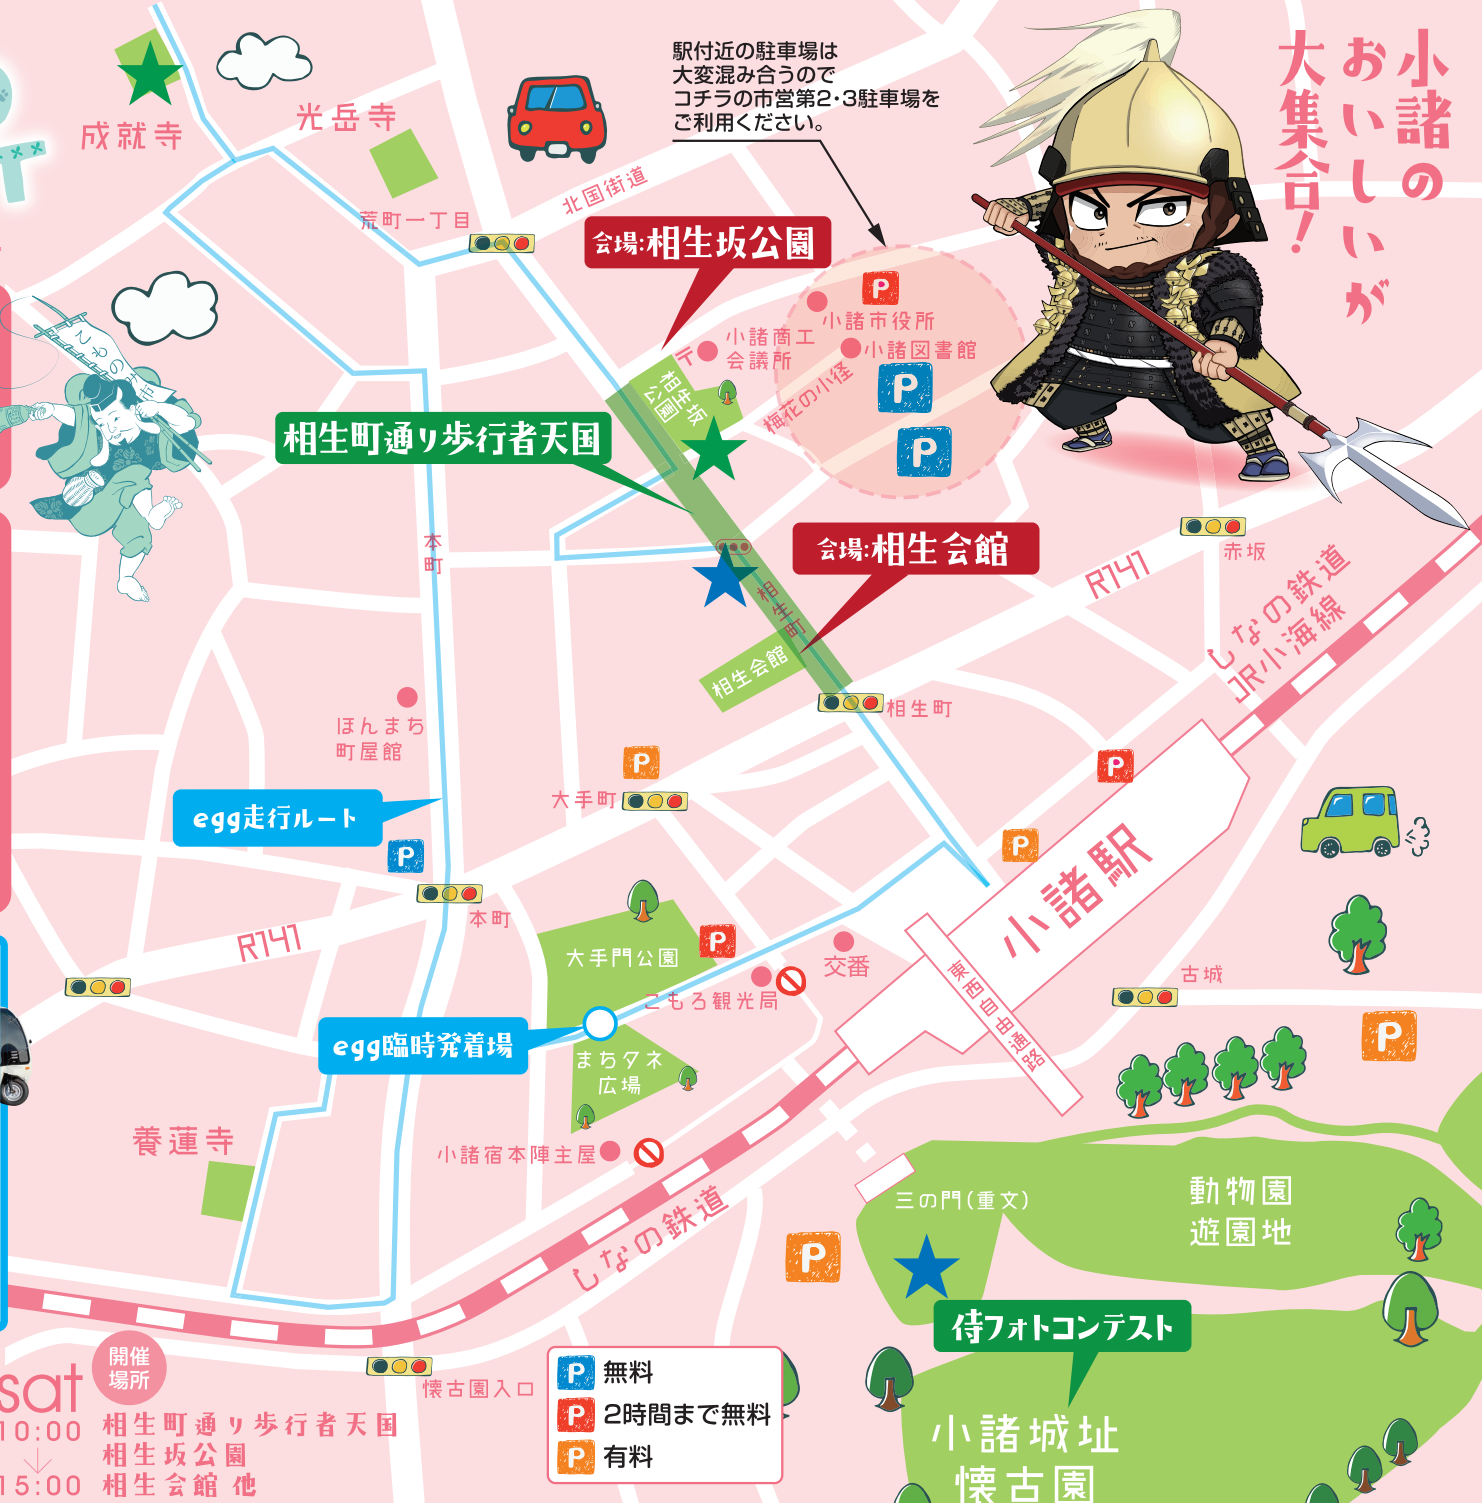 小諸の
おいしいが
大集合!
駅付近の駐車場は
大変混み合うので
コチラの市営第2・3駐車場を
ご利用ください。
成就寺
光岳寺
荒町一丁目
北国街道
会場:相生坂公園
小諸市役所
小諸商工
会議所
小諸図書館
梅花の小径
〒
相生坂
公園
相生町通り歩行者天国
本町
会場:相生会館
相生町
相生会館
相生町
R141
赤坂
しなの鉄道
JR小海線
ほんまち
町屋館
egg走行ルート
P
大手町
P
P
P
P
P
P
本町
R141
小諸駅
東西自由通路
交番
大手門公園
P
こもろ観光局
egg臨時発着場
まちタネ
広場
古城
P
養蓮寺
小諸宿本陣主屋
しなの鉄道
三の門(重文)
動物園
遊園地
P
侍フォトコンテスト
小諸城址
懐古園
懐古園入口
P 無料
P 2時間まで無料
P 有料
sat
10:00
↓
15:00
開催
場所
相生町通り歩行者天国
相生坂公園
相生会館 他